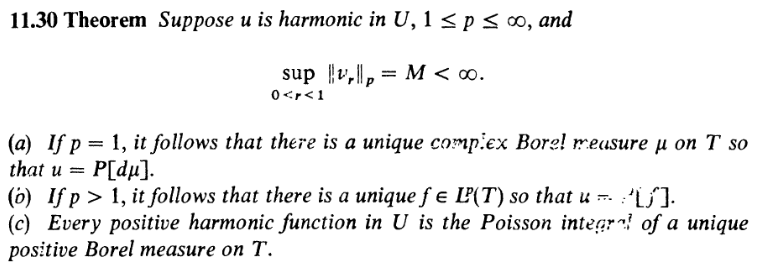 11.30 Theorem Suppose u is harmonic in U, 1 ≤ p ≤ ∞, and
sup ‖u_r‖_p = M < ∞.
0<r<1
(a) If p = 1, it follows that there is a unique complex Borel measure μ on T so
that u = P[dμ].
(b) If p > 1, it follows that there is a unique f ∈ L^p(T) so that u = P[f].
(c) Every positive harmonic function in U is the Poisson integral of a unique
positive Borel measure on T.